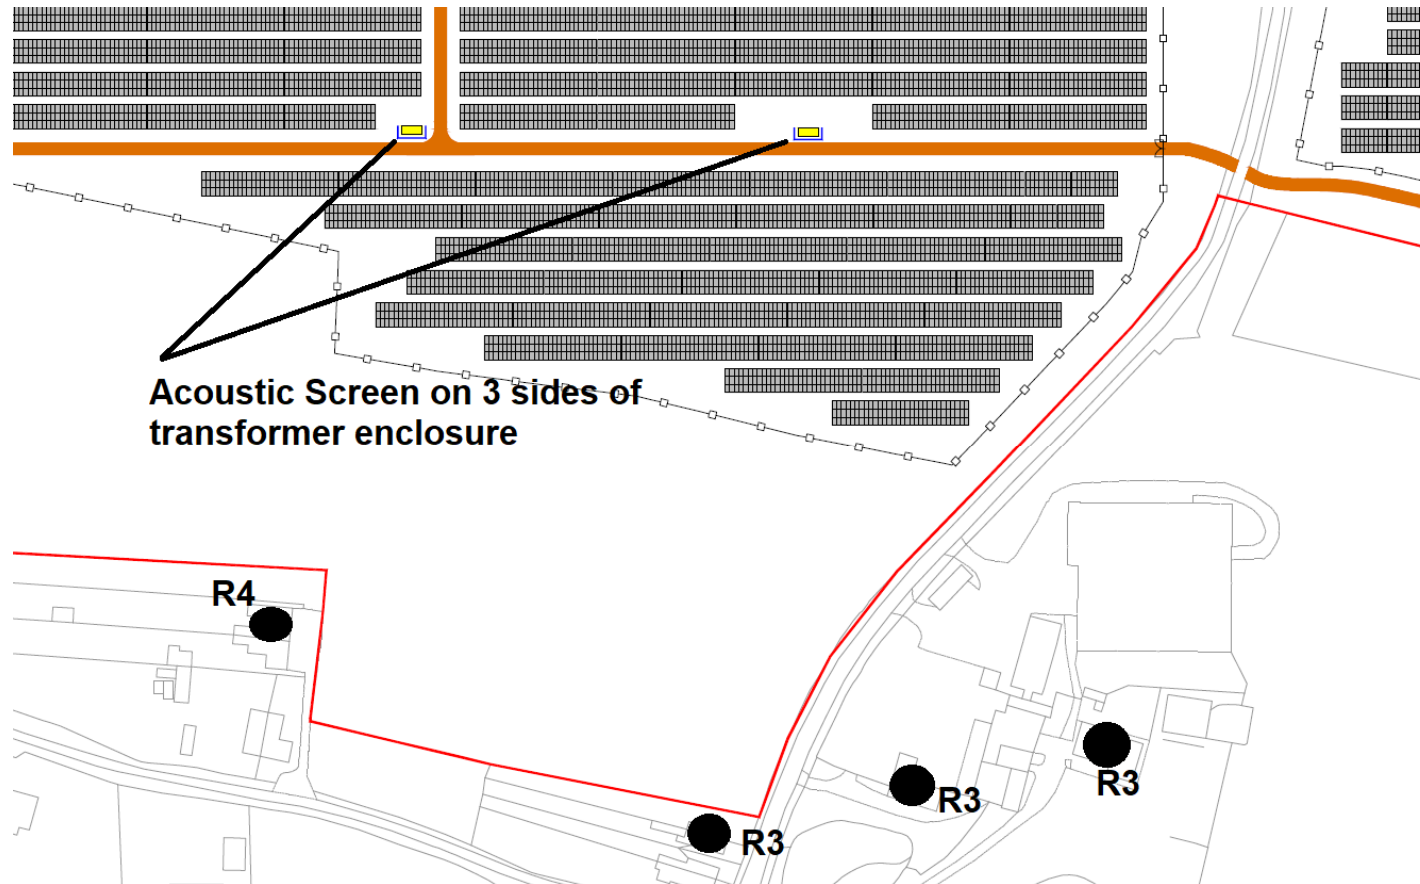 Acoustic Screen on 3 sides of
transformer enclosure
R4
R3
R3
R3